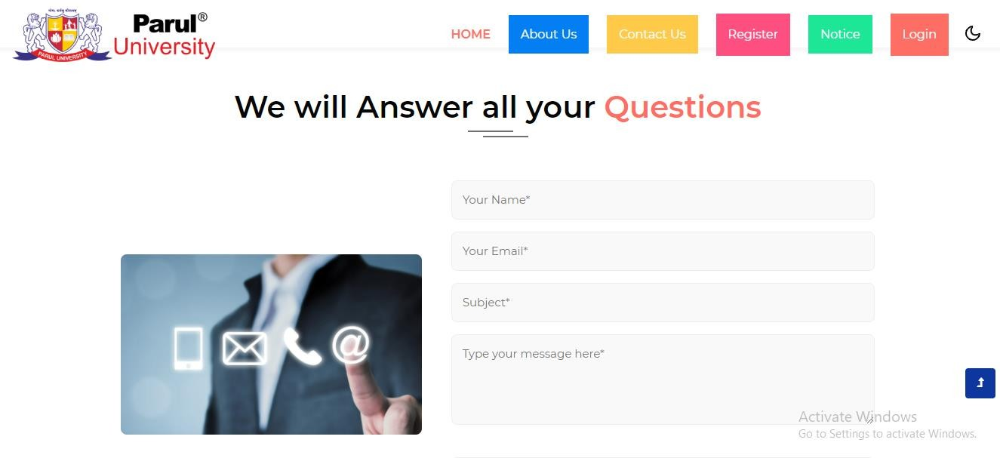 Parul®
University
PARUL UNIVERSITY
HOME
About Us
Contact Us
Register
Notice
Login
We will Answer all your Questions
Your Name*
Your Email*
Subject*
Type your message here*
@
Activate Windows
Go to Settings to activate Windows.